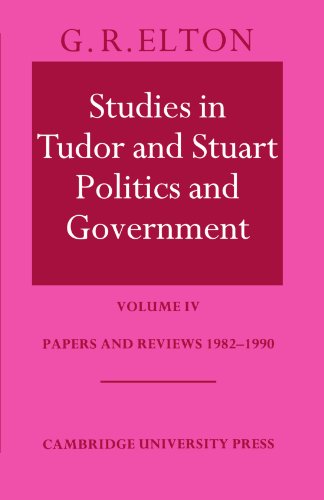 G. R. ELTON
Studies in
Tudor and Stuart
Politics and
Government
VOLUME IV
PAPERS AND REVIEWS 1982–1990
CAMBRIDGE UNIVERSITY PRESS